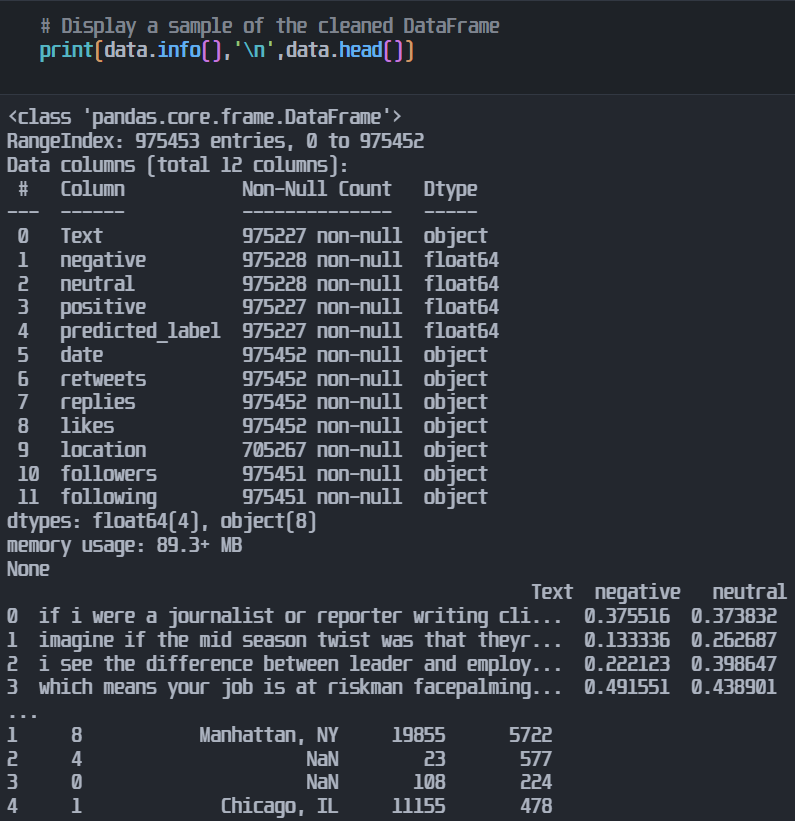 # Display a sample of the cleaned DataFrame
print(data.info(),'\n',data.head())
<class 'pandas.core.frame.DataFrame'>
RangeIndex: 975453 entries, 0 to 975452
Data columns (total 12 columns):
 #   Column           Non-Null Count   Dtype
---  ------           --------------   -----
 0   Text             975227 non-null  object
 1   negative         975228 non-null  float64
 2   neutral          975228 non-null  float64
 3   positive         975227 non-null  float64
 4   predicted_label  975227 non-null  float64
 5   date             975452 non-null  object
 6   retweets         975452 non-null  object
 7   replies          975452 non-null  object
 8   likes            975452 non-null  object
 9   location         705267 non-null  object
 10  followers        975451 non-null  object
 11  following        975451 non-null  object
dtypes: float64(4), object(8)
memory usage: 89.3+ MB
None
                                                 Text  negative   neutral
0  if i were a journalist or reporter writing cli...  0.375516  0.373832
1  imagine if the mid season twist was that theyr...  0.133336  0.262687
2  i see the difference between leader and employ...  0.222123  0.398647
3  which means your job is at riskman facepalming...  0.491551  0.438901
...
1     8           Manhattan, NY     19855      5722
2     4                     NaN        23       577
3     0                     NaN       108       224
4     1             Chicago, IL     11155       478